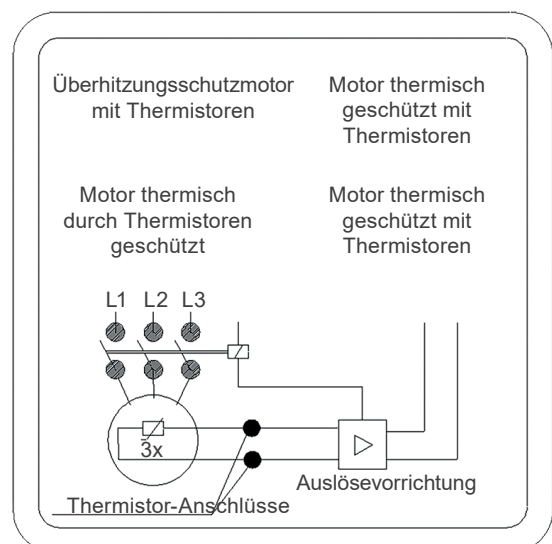 Überhitzungsschutzmotor
mit Thermistoren
Motor thermisch
geschützt mit
Thermistoren
Motor thermisch
durch Thermistoren
geschützt
Motor thermisch
geschützt mit
Thermistoren
L1 L2 L3
3x
Auslösevorrichtung
Thermistor-Anschlüsse